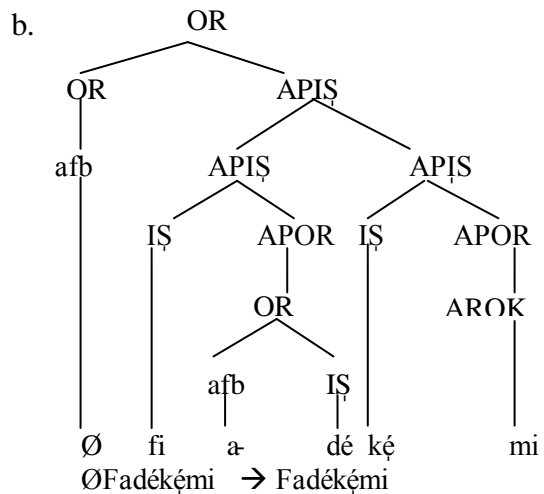 b.
OR
OR APIṢ
afb APIṢ APIṢ
IṢ APOR IṢ APOR
OR AROK
afb IṢ
Ø fi a- dé kẹ́ mi
ØFadékẹ́mi → Fadékẹ́mi